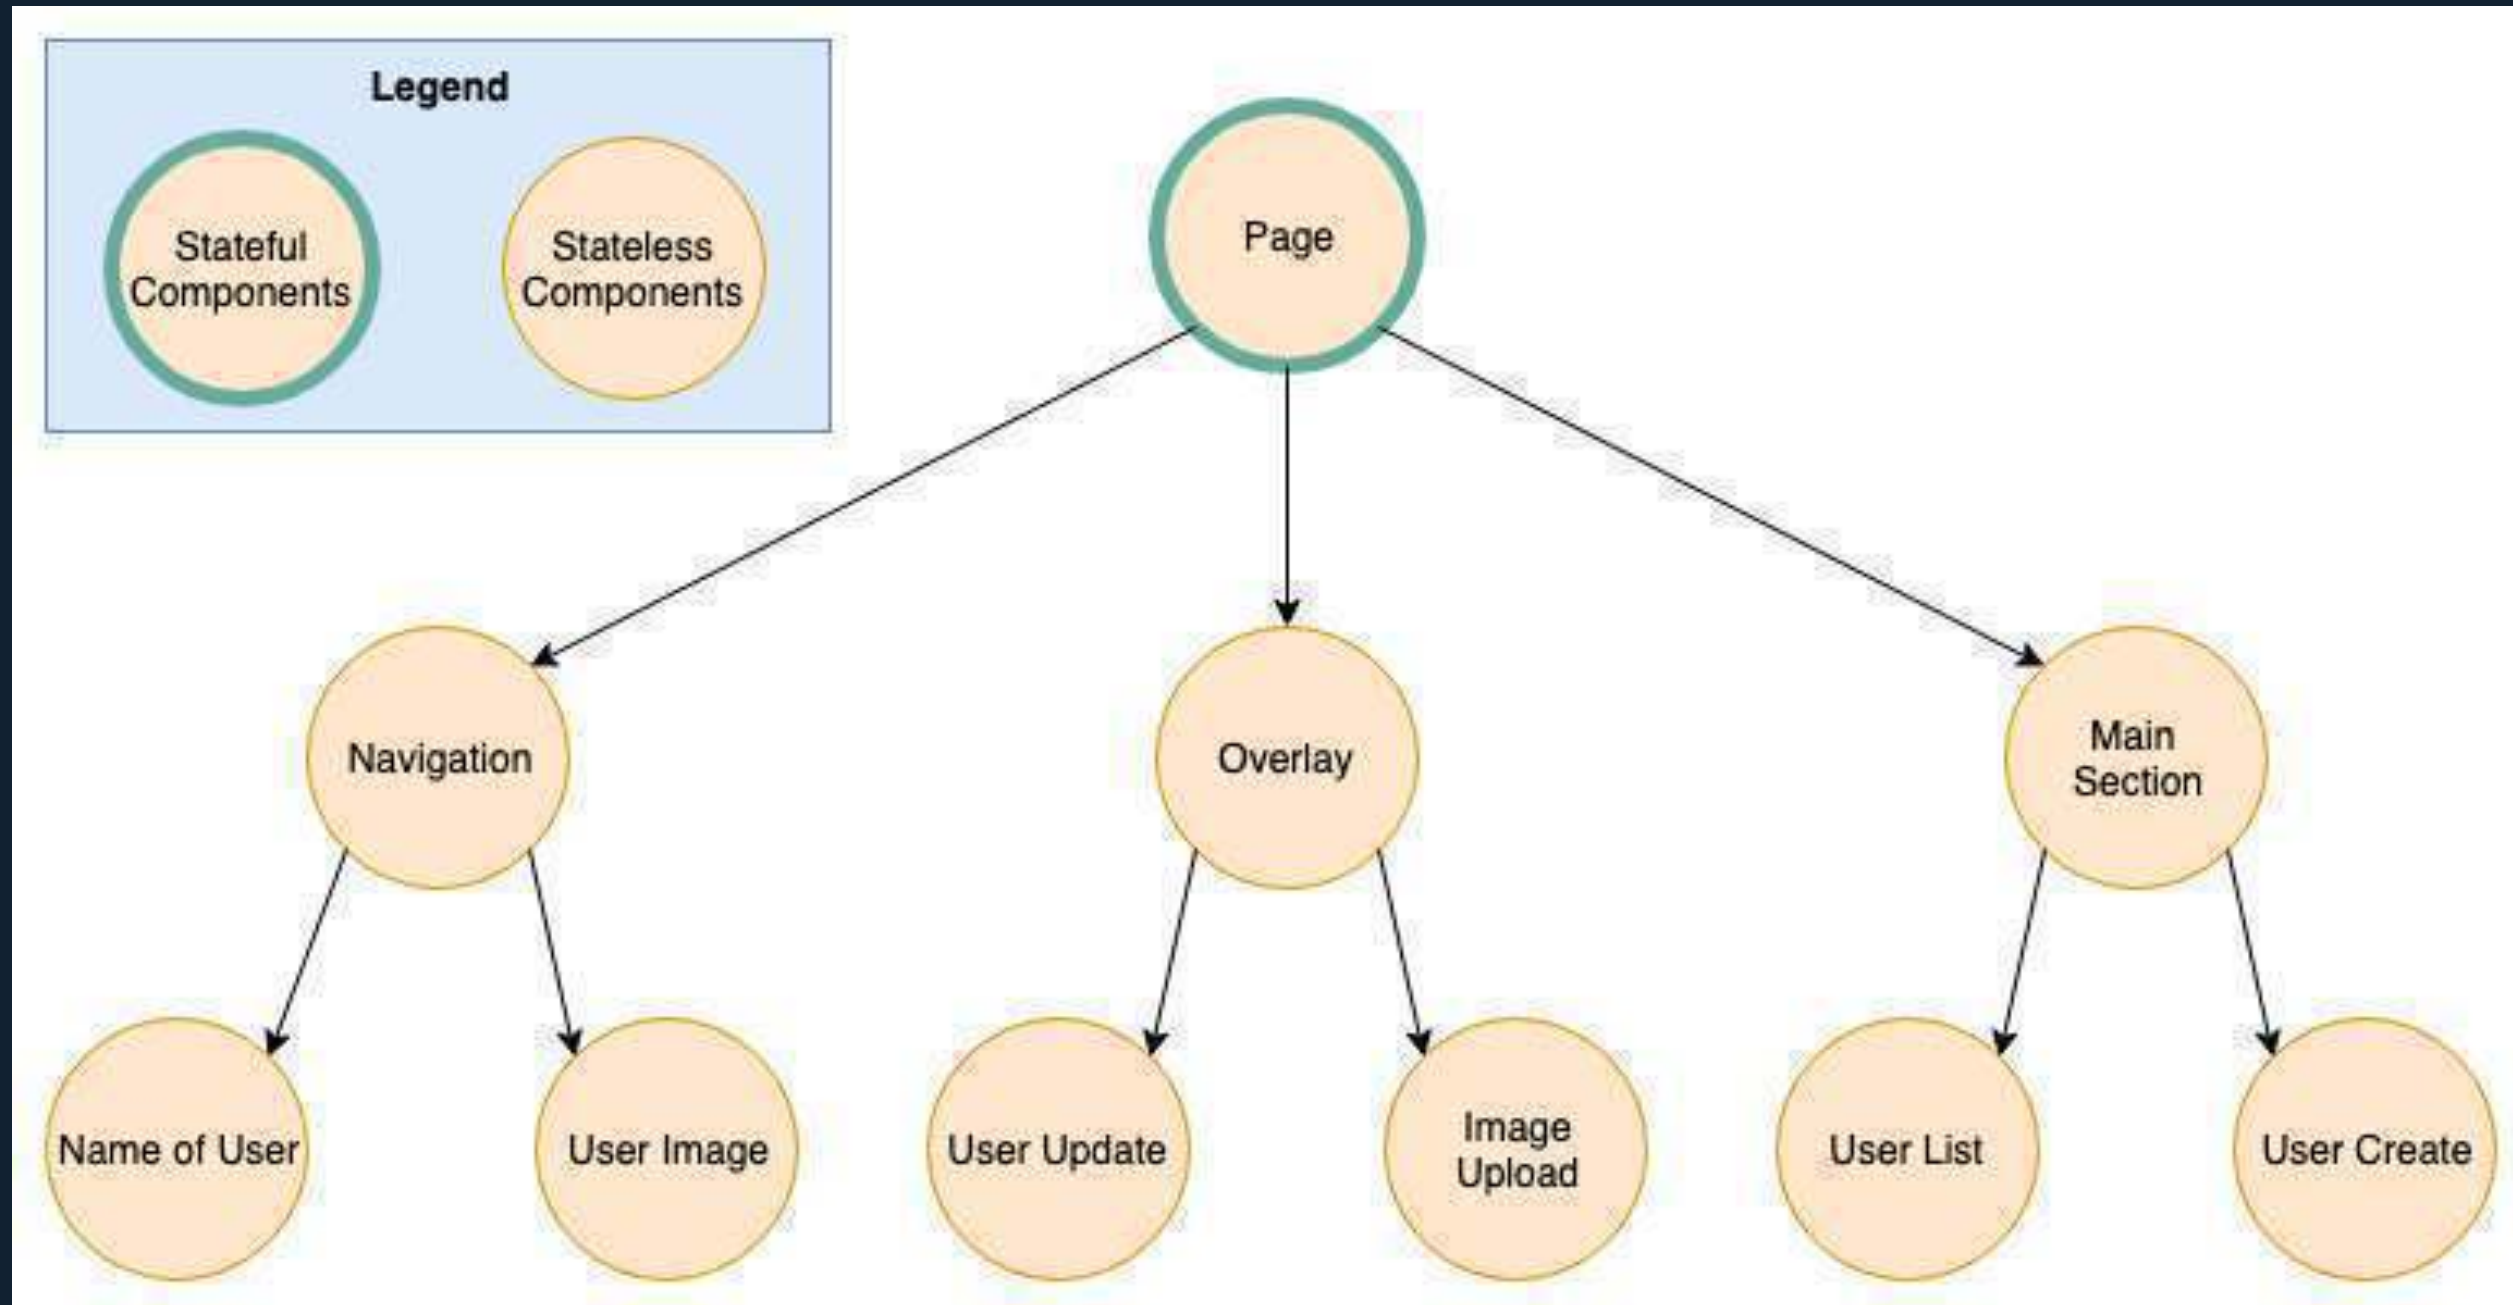 Legend
Stateful
Components
Stateless
Components
Page
Navigation
Overlay
Main
Section
Name of User
User Image
User Update
Image
Upload
User List
User Create